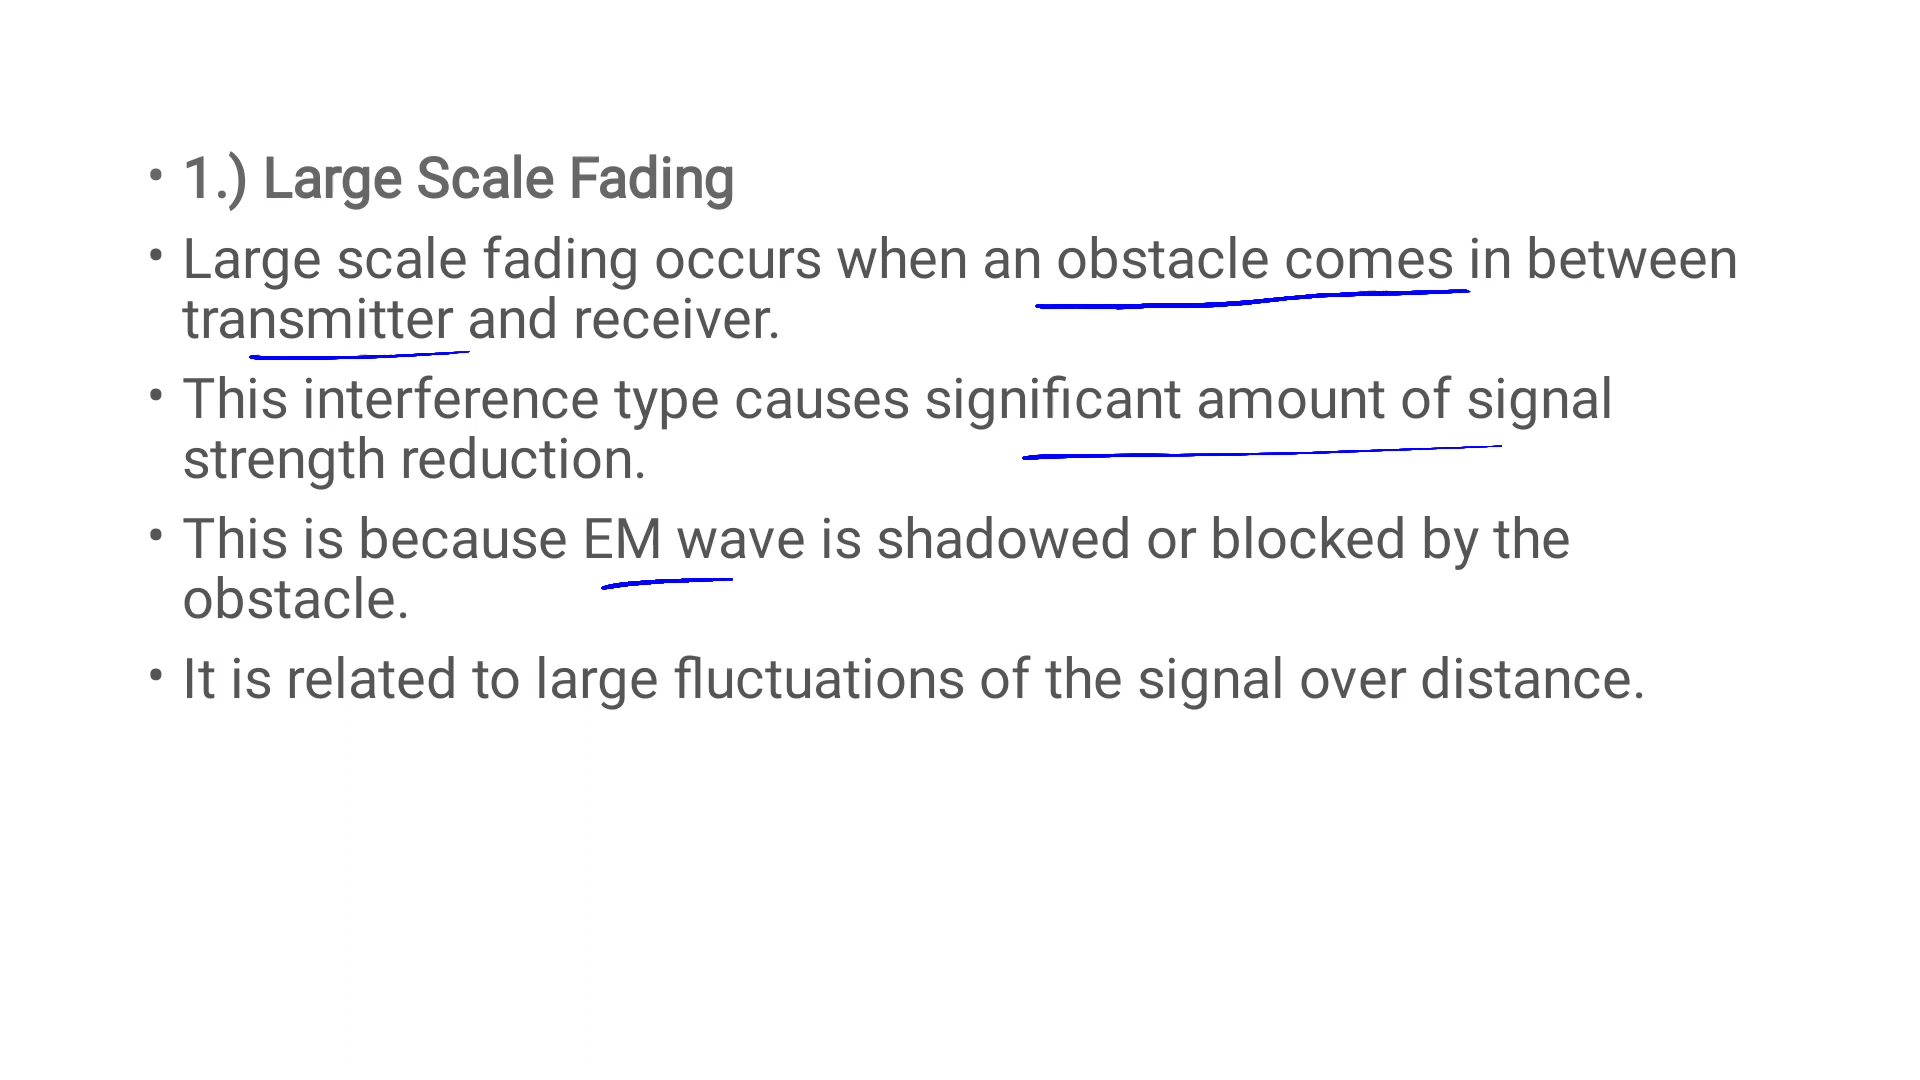 • 1.) Large Scale Fading
• Large scale fading occurs when an obstacle comes in between
transmitter and receiver.
• This interference type causes significant amount of signal
strength reduction.
• This is because EM wave is shadowed or blocked by the
obstacle.
• It is related to large fluctuations of the signal over distance.